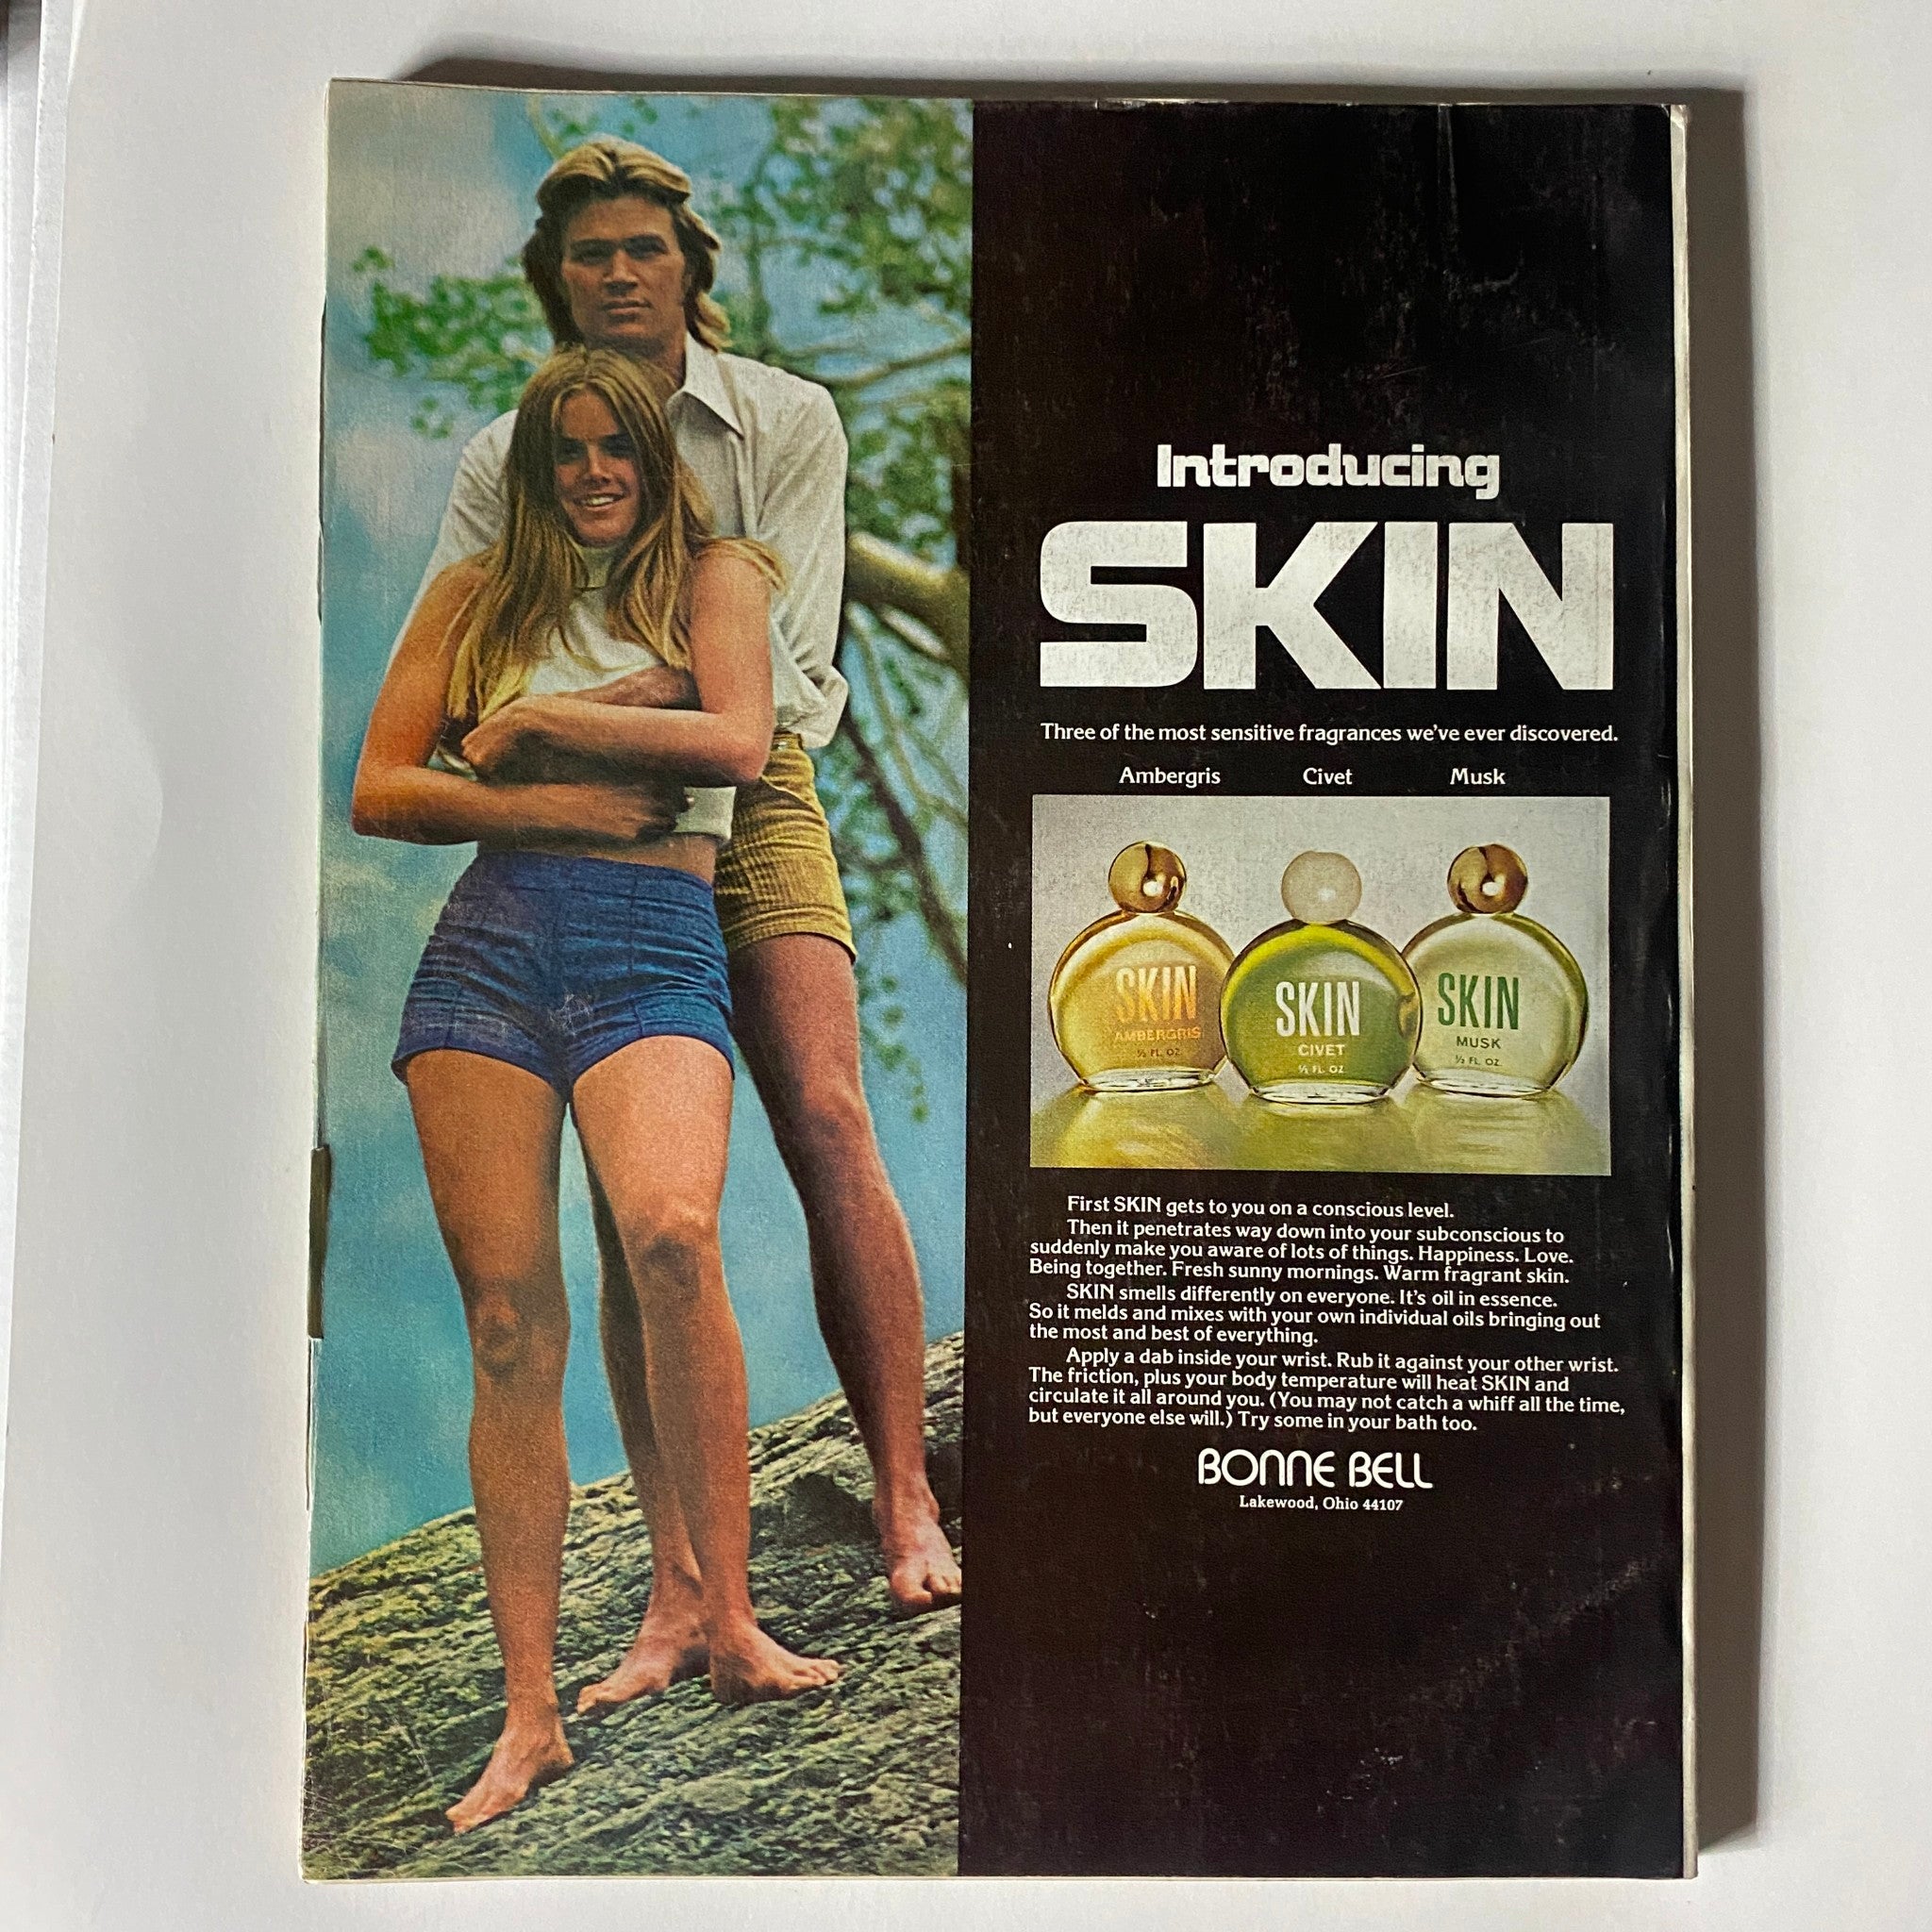 Introducing
SKIN
Three of the most sensitive fragrances we've ever discovered.
Ambergris Civet Musk
SKIN
AMBERGRIS
½ FL. OZ.
SKIN
CIVET
½ FL. OZ.
SKIN
MUSK
½ FL. OZ.
First SKIN gets to you on a conscious level.
Then it penetrates way down into your subconscious to
suddenly make you aware of lots of things. Happiness. Love.
Being together. Fresh sunny mornings. Warm fragrant skin.
SKIN smells differently on everyone. It's oil in essence.
So it melds and mixes with your own individual oils bringing out
the most and best of everything.
Apply a dab inside your wrist. Rub it against your other wrist.
The friction, plus your body temperature will heat SKIN and
circulate it all around you. (You may not catch a whiff all the time,
but everyone else will.) Try some in your bath too.
BONNE BELL
Lakewood, Ohio 44107